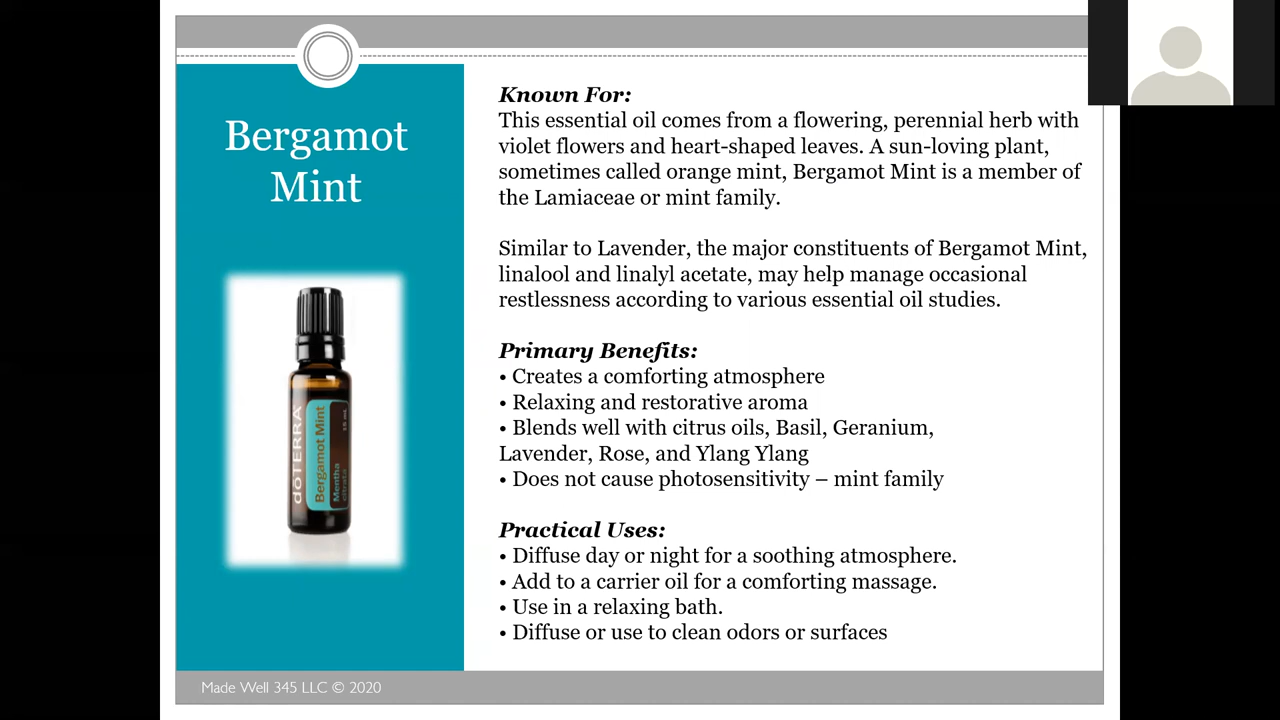 Bergamot
Mint
doTERRA
Bergamot Mint
15 mL
Mentha
citrata
Known For:
This essential oil comes from a flowering, perennial herb with
violet flowers and heart-shaped leaves. A sun-loving plant,
sometimes called orange mint, Bergamot Mint is a member of
the Lamiaceae or mint family.
Similar to Lavender, the major constituents of Bergamot Mint,
linalool and linalyl acetate, may help manage occasional
restlessness according to various essential oil studies.
Primary Benefits:
• Creates a comforting atmosphere
• Relaxing and restorative aroma
• Blends well with citrus oils, Basil, Geranium,
Lavender, Rose, and Ylang Ylang
• Does not cause photosensitivity – mint family
Practical Uses:
• Diffuse day or night for a soothing atmosphere.
• Add to a carrier oil for a comforting massage.
• Use in a relaxing bath.
• Diffuse or use to clean odors or surfaces
Made Well 345 LLC © 2020